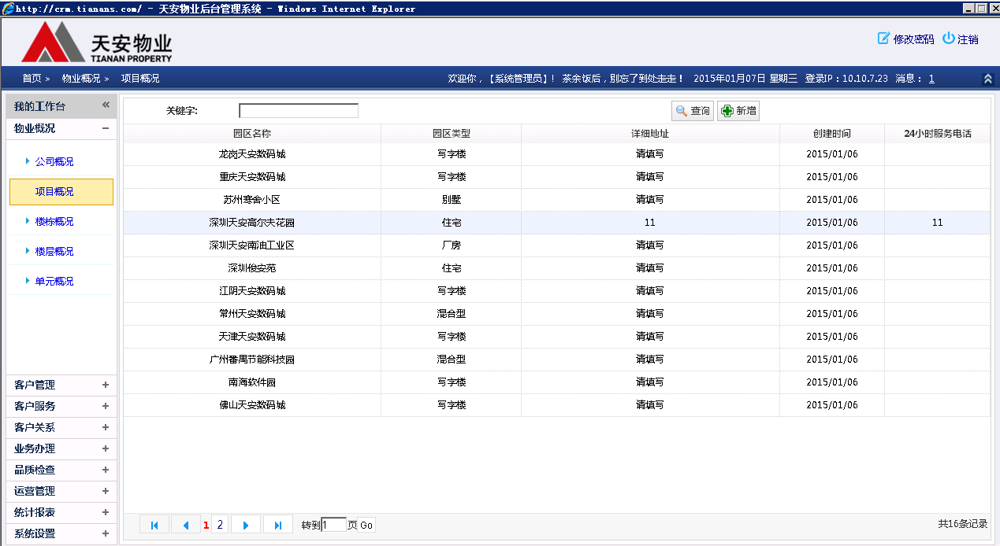 http://crm.tianans.com/ - 天安物业后台管理系统 - Windows Internet Explorer
天安物业
TIANAN PROPERTY
修改密码 注销
首页 » 物业概况 » 项目概况 欢迎你，【系统管理员】! 茶余饭后，别忘了到处走走! 2015年01月07日 星期三 登录IP：10.10.7.23 消息： 1
我的工作台 «
物业概况 −
公司概况
项目概况
楼栋概况
楼层概况
单元概况
客户管理 +
客户服务 +
客户关系 +
业务办理 +
品质检查 +
运营管理 +
统计报表 +
系统设置 +
关键字: 查询 新增
园区名称 园区类型 详细地址 创建时间 24小时服务电话
龙岗天安数码城 写字楼 请填写 2015/01/06
重庆天安数码城 写字楼 请填写 2015/01/06
苏州寒舍小区 别墅 请填写 2015/01/06
深圳天安高尔夫花园 住宅 11 2015/01/06 11
深圳天安南油工业区 厂房 请填写 2015/01/06
深圳俊安苑 住宅 请填写 2015/01/06
江阴天安数码城 写字楼 请填写 2015/01/06
常州天安数码城 混合型 请填写 2015/01/06
天津天安数码城 写字楼 请填写 2015/01/06
广州番禺节能科技园 混合型 请填写 2015/01/06
南海软件园 写字楼 请填写 2015/01/06
佛山天安数码城 写字楼 请填写 2015/01/06
1 2 转到 1 页 Go 共16条记录